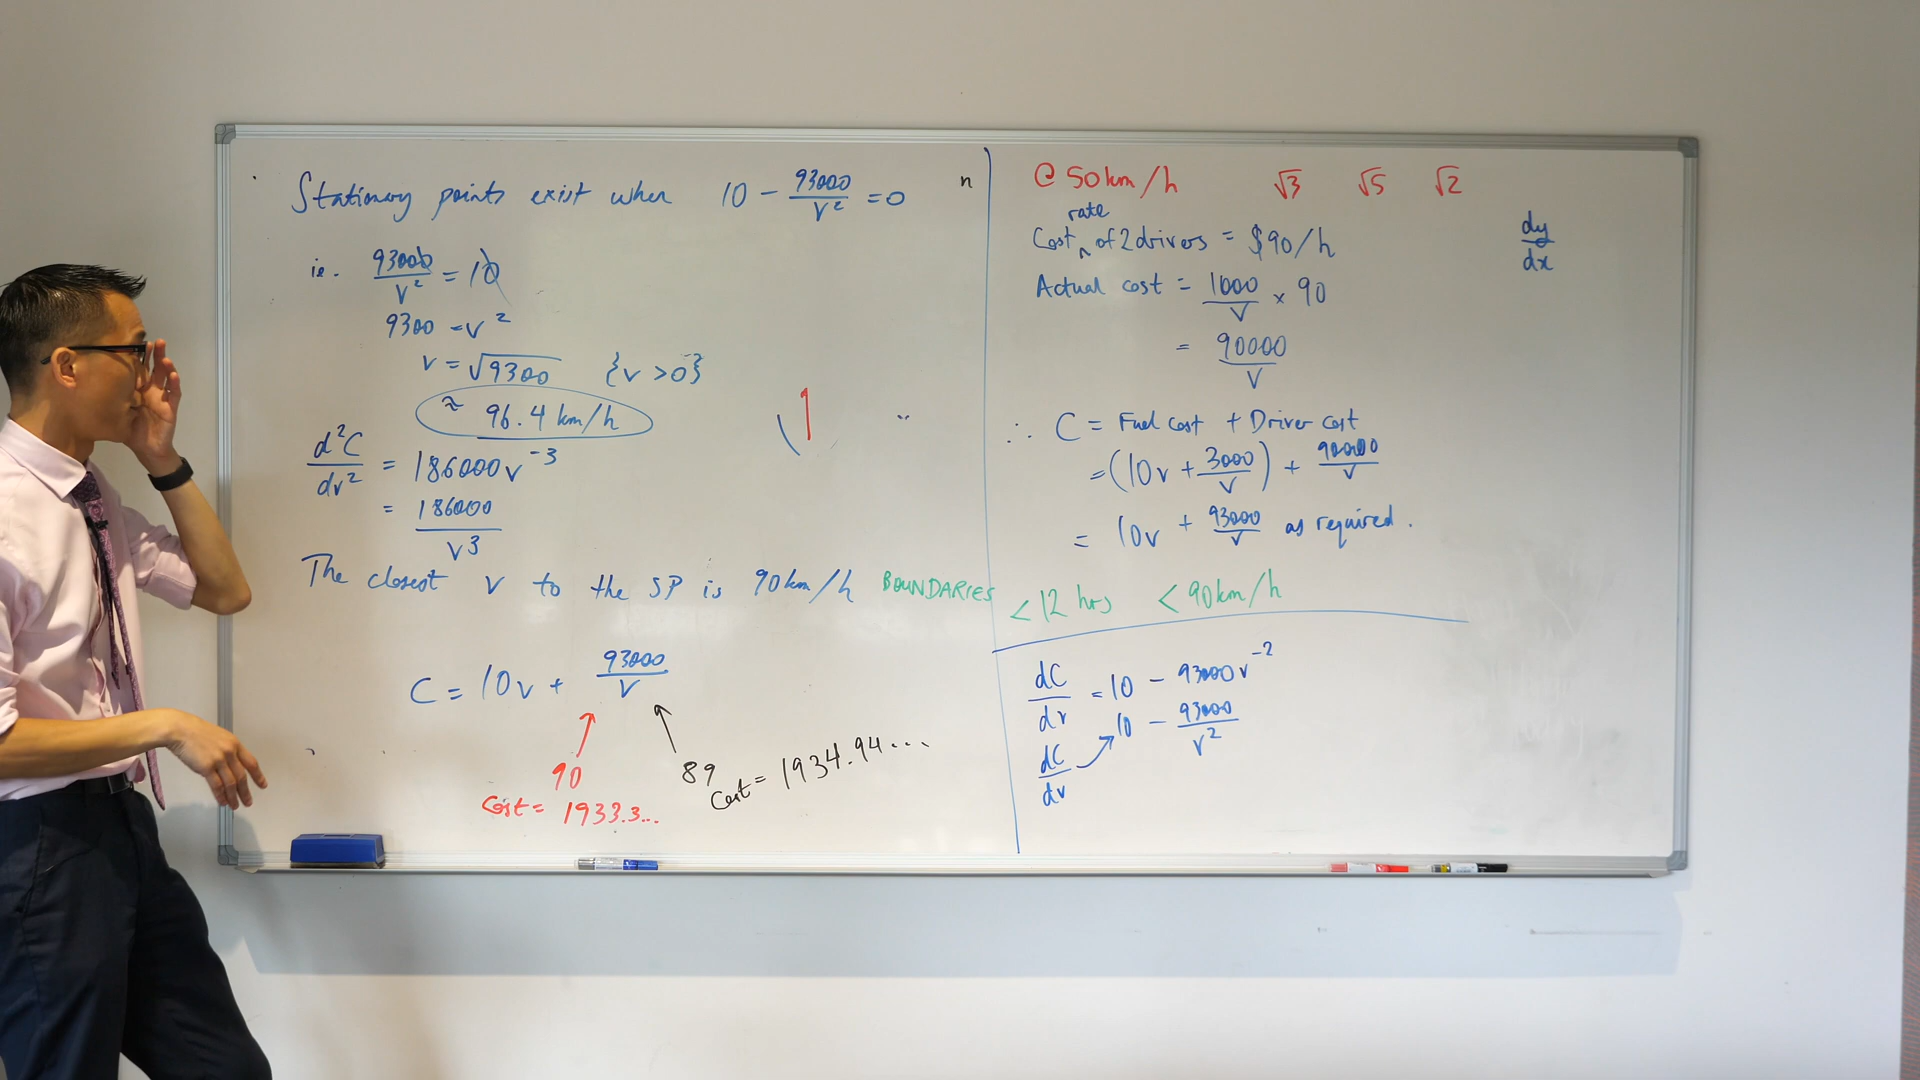 Stationary points exist when 10 - 93000/v² = 0
ie. 93000/v² = 10
9300 = v²
v = √9300 {v > 0}
≈ 96.4 km/h
d²C/dv² = 186000v⁻³
= 186000/v³
The closest v to the SP is 90km/h BOUNDARIES
C = 10v + 93000/v
90
Cost = 1933.3...
89
Cost = 1934.94...
n
@ 50km/h √3 √5 √2
rate
Cost ^ of 2 drivers = $90/h
dy/dx
Actual cost = 1000/v × 90
= 90000/v
∴ C = Fuel cost + Driver cost
= (10v + 3000/v) + 90000/v
= 10v + 93000/v as required.
< 12 hrs < 90km/h
dC/dv = 10 - 93000v⁻²
10 - 93000/v²
dC/dv